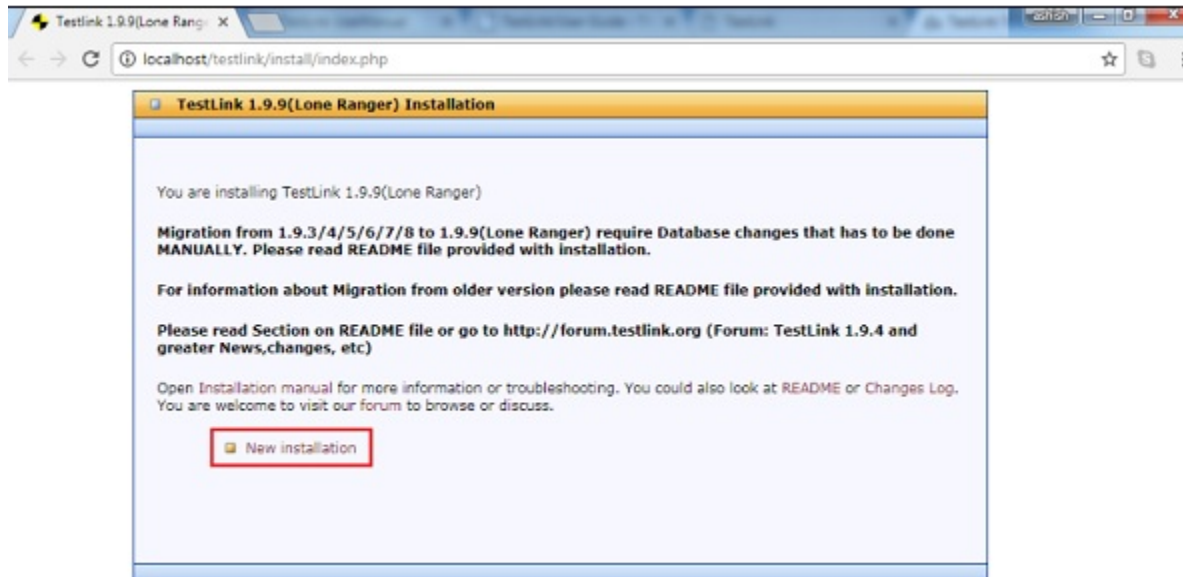 Testlink 1.9.9(Lone Rang
ashish
localhost/testlink/install/index.php
TestLink 1.9.9(Lone Ranger) Installation
You are installing TestLink 1.9.9(Lone Ranger)
Migration from 1.9.3/4/5/6/7/8 to 1.9.9(Lone Ranger) require Database changes that has to be done
MANUALLY. Please read README file provided with installation.
For information about Migration from older version please read README file provided with installation.
Please read Section on README file or go to http://forum.testlink.org (Forum: TestLink 1.9.4 and
greater News,changes, etc)
Open Installation manual for more information or troubleshooting. You could also look at README or Changes Log.
You are welcome to visit our forum to browse or discuss.
New installation